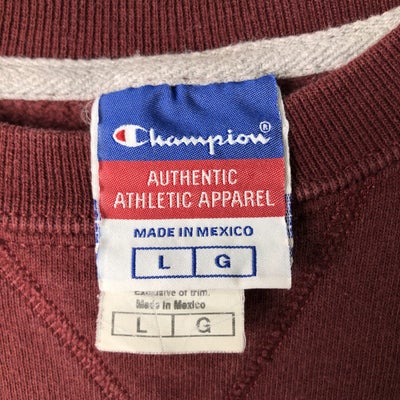 Champion®
AUTHENTIC
ATHLETIC APPAREL
MADE IN MEXICO
L G
Exclusive of trim.
Made in Mexico
L G